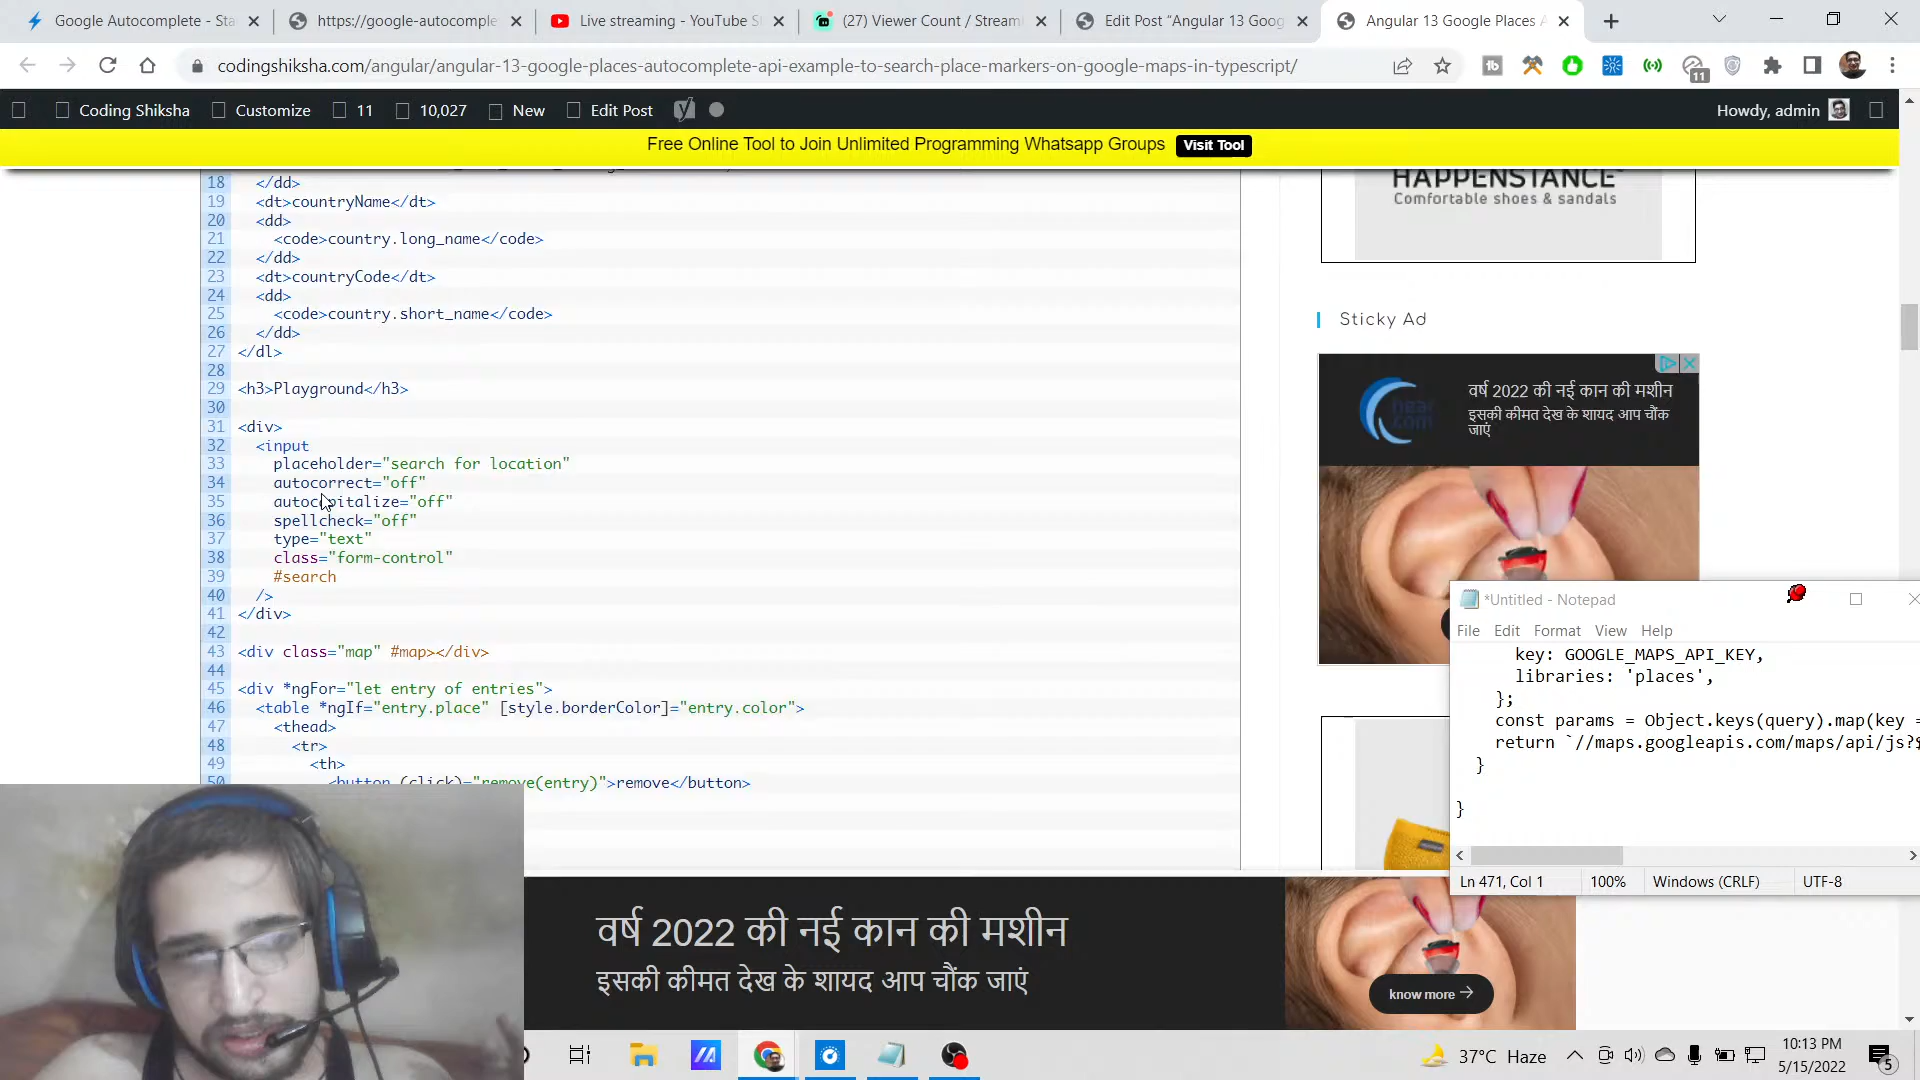 Google Autocomplete - Sta
https://google-autocomple
Live streaming - YouTube S
(27) Viewer Count / Stream
Edit Post “Angular 13 Goog
Angular 13 Google Places A
codingshiksha.com/angular/angular-13-google-places-autocomplete-api-example-to-search-place-markers-on-google-maps-in-typescript/
11
Coding Shiksha
Customize
11
10,027
New
Edit Post
Howdy, admin
Free Online Tool to Join Unlimited Programming Whatsapp Groups
Visit Tool
18 </dd>
19 <dt>countryName</dt>
20 <dd>
21 <code>country.long_name</code>
22 </dd>
23 <dt>countryCode</dt>
24 <dd>
25 <code>country.short_name</code>
26 </dd>
27 </dl>
28
29 <h3>Playground</h3>
30
31 <div>
32 <input
33 placeholder="search for location"
34 autocorrect="off"
35 autocapitalize="off"
36 spellcheck="off"
37 type="text"
38 class="form-control"
39 #search
40 />
41 </div>
42
43 <div class="map" #map></div>
44
45 <div *ngFor="let entry of entries">
46 <table *ngIf="entry.place" [style.borderColor]="entry.color">
47 <thead>
48 <tr>
49 <th>
50 <button (click)="remove(entry)">remove</button>
HAPPENSTANCE
Comfortable shoes & sandals
Sticky Ad
वर्ष 2022 की नई कान की मशीन
इसकी कीमत देख के शायद आप चौंक
जाएं
*Untitled - Notepad
File Edit Format View Help
key: GOOGLE_MAPS_API_KEY,
libraries: 'places',
};
const params = Object.keys(query).map(key =
return `//maps.googleapis.com/maps/api/js?$
}
}
Ln 471, Col 1
100%
Windows (CRLF)
UTF-8
वर्ष 2022 की नई कान की मशीन
इसकी कीमत देख के शायद आप चौंक जाएं
know more
37°C Haze
10:13 PM
5/15/2022
5